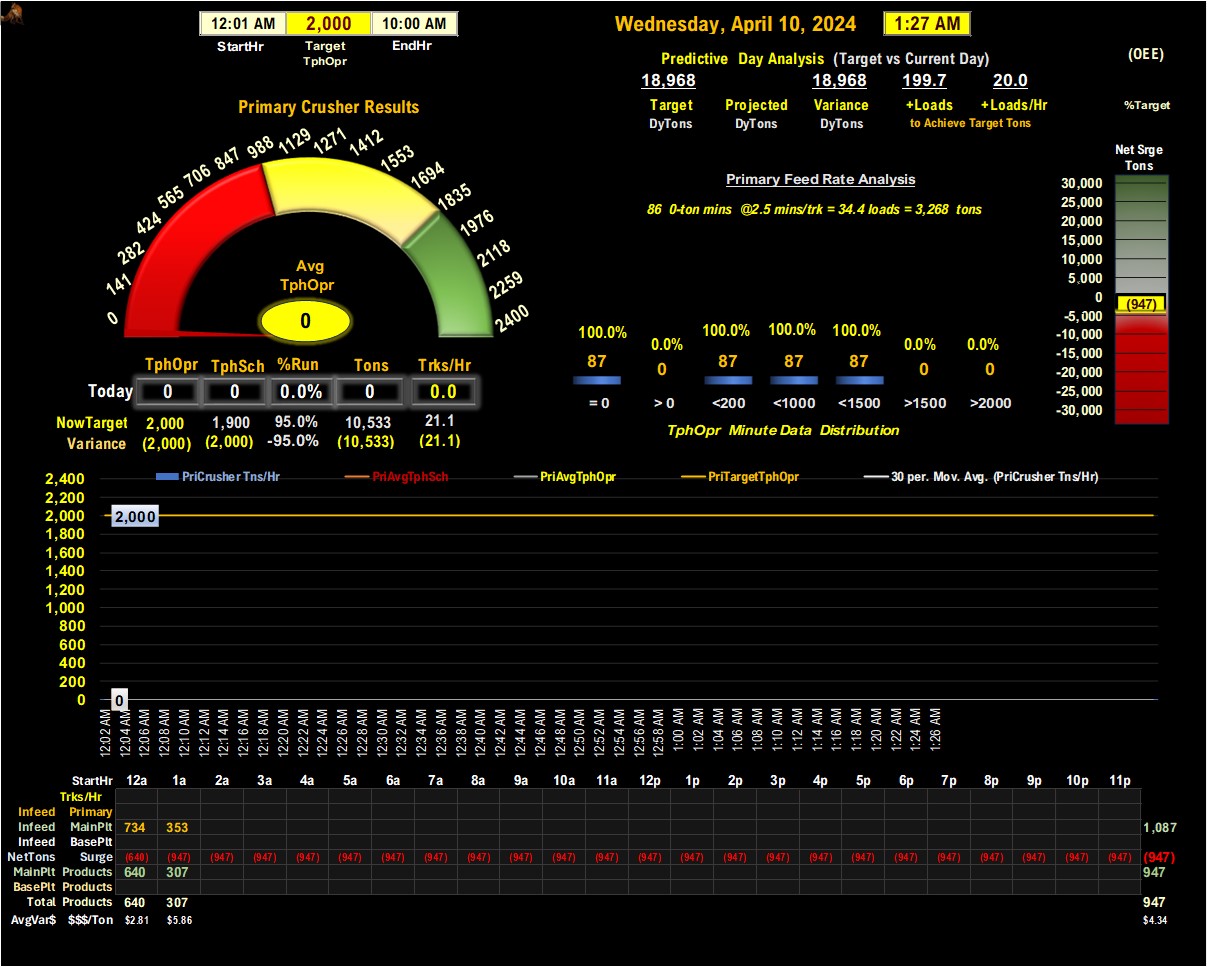 12:01 AM 2,000 10:00 AM
StartHr Target TphOpr EndHr
Wednesday, April 10, 2024 1:27 AM
Predictive Day Analysis (Target vs Current Day)
18,968 18,968 199.7 20.0
Target Projected Variance +Loads +Loads/Hr
DyTons DyTons DyTons to Achieve Target Tons
(OEE)
%Target
Primary Crusher Results
0 141 282 424 565 706 847 988 1129 1271 1412 1553 1694 1835 1976 2118 2259 2400
Avg
TphOpr
0
Primary Feed Rate Analysis
86 0-ton mins @2.5 mins/trk = 34.4 loads = 3,268 tons
Net Srge
Tons
30,000
25,000
20,000
15,000
10,000
5,000
0
(947)
-5,000
-10,000
-15,000
-20,000
-25,000
-30,000
100.0% 0.0% 100.0% 100.0% 100.0% 0.0% 0.0%
87 0 87 87 87 0 0
= 0 > 0 <200 <1000 <1500 >1500 >2000
TphOpr Minute Data Distribution
TphOpr TphSch %Run Tons Trks/Hr
Today 0 0 0.0% 0 0.0
NowTarget 2,000 1,900 95.0% 10,533 21.1
Variance (2,000) (2,000) -95.0% (10,533) (21.1)
PriCrusher Tns/Hr PriAvgTphSch PriAvgTphOpr PriTargetTphOpr 30 per. Mov. Avg. (PriCrusher Tns/Hr)
2,400
2,200
2,000 2,000
1,800
1,600
1,400
1,200
1,000
800
600
400
200
0 0
12:02 AM 12:04 AM 12:06 AM 12:08 AM 12:10 AM 12:12 AM 12:14 AM 12:16 AM 12:18 AM 12:20 AM 12:22 AM 12:24 AM 12:26 AM 12:28 AM 12:30 AM 12:32 AM 12:34 AM 12:36 AM 12:38 AM 12:40 AM 12:42 AM 12:44 AM 12:46 AM 12:48 AM 12:50 AM 12:52 AM 12:54 AM 12:56 AM 12:58 AM 1:00 AM 1:02 AM 1:04 AM 1:06 AM 1:08 AM 1:10 AM 1:12 AM 1:14 AM 1:16 AM 1:18 AM 1:20 AM 1:22 AM 1:24 AM 1:26 AM
StartHr 12a 1a 2a 3a 4a 5a 6a 7a 8a 9a 10a 11a 12p 1p 2p 3p 4p 5p 6p 7p 8p 9p 10p 11p
Trks/Hr
Infeed Primary
Infeed MainPlt 734 353 1,087
Infeed BasePlt
NetTons Surge (640) (947) (947) (947) (947) (947) (947) (947) (947) (947) (947) (947) (947) (947) (947) (947) (947) (947) (947) (947) (947) (947) (947) (947) (947)
MainPlt Products 640 307 947
BasePlt Products
Total Products 640 307 947
AvgVar$ $$$/Ton $2.81 $5.86 $4.34